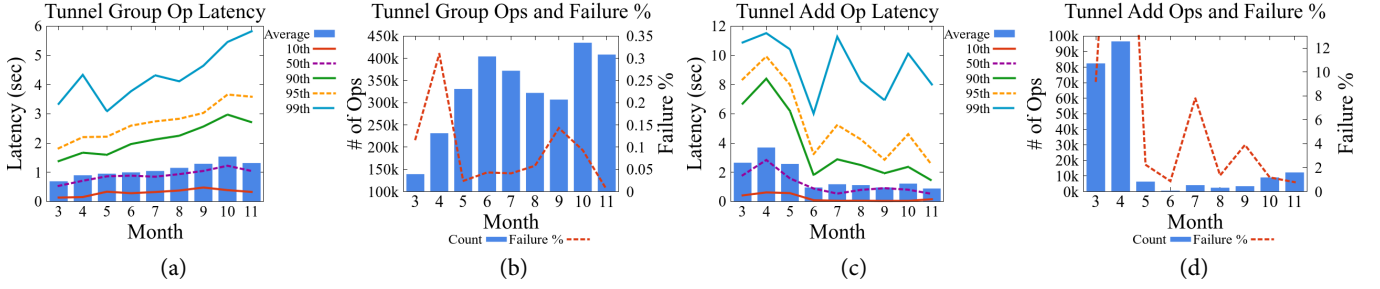 Tunnel Group Op Latency
Latency (sec)
6
5
4
3
2
1
0
3 4 5 6 7 8 9 10 11
Month
Average
10th
50th
90th
95th
99th
(a)
Tunnel Group Ops and Failure %
# of Ops
450k
400k
350k
300k
250k
200k
150k
100k
0.35
0.3
0.25
0.2
0.15
0.1
0.05
0
Failure %
3 4 5 6 7 8 9 10 11
Month
Count Failure %
(b)
Tunnel Add Op Latency
Latency (sec)
12
10
8
6
4
2
0
3 4 5 6 7 8 9 10 11
Month
Average
10th
50th
90th
95th
99th
(c)
Tunnel Add Ops and Failure %
# of Ops
100k
90k
80k
70k
60k
50k
40k
30k
20k
10k
0k
12
10
8
6
4
2
0
Failure %
3 4 5 6 7 8 9 10 11
Month
Count Failure %
(d)